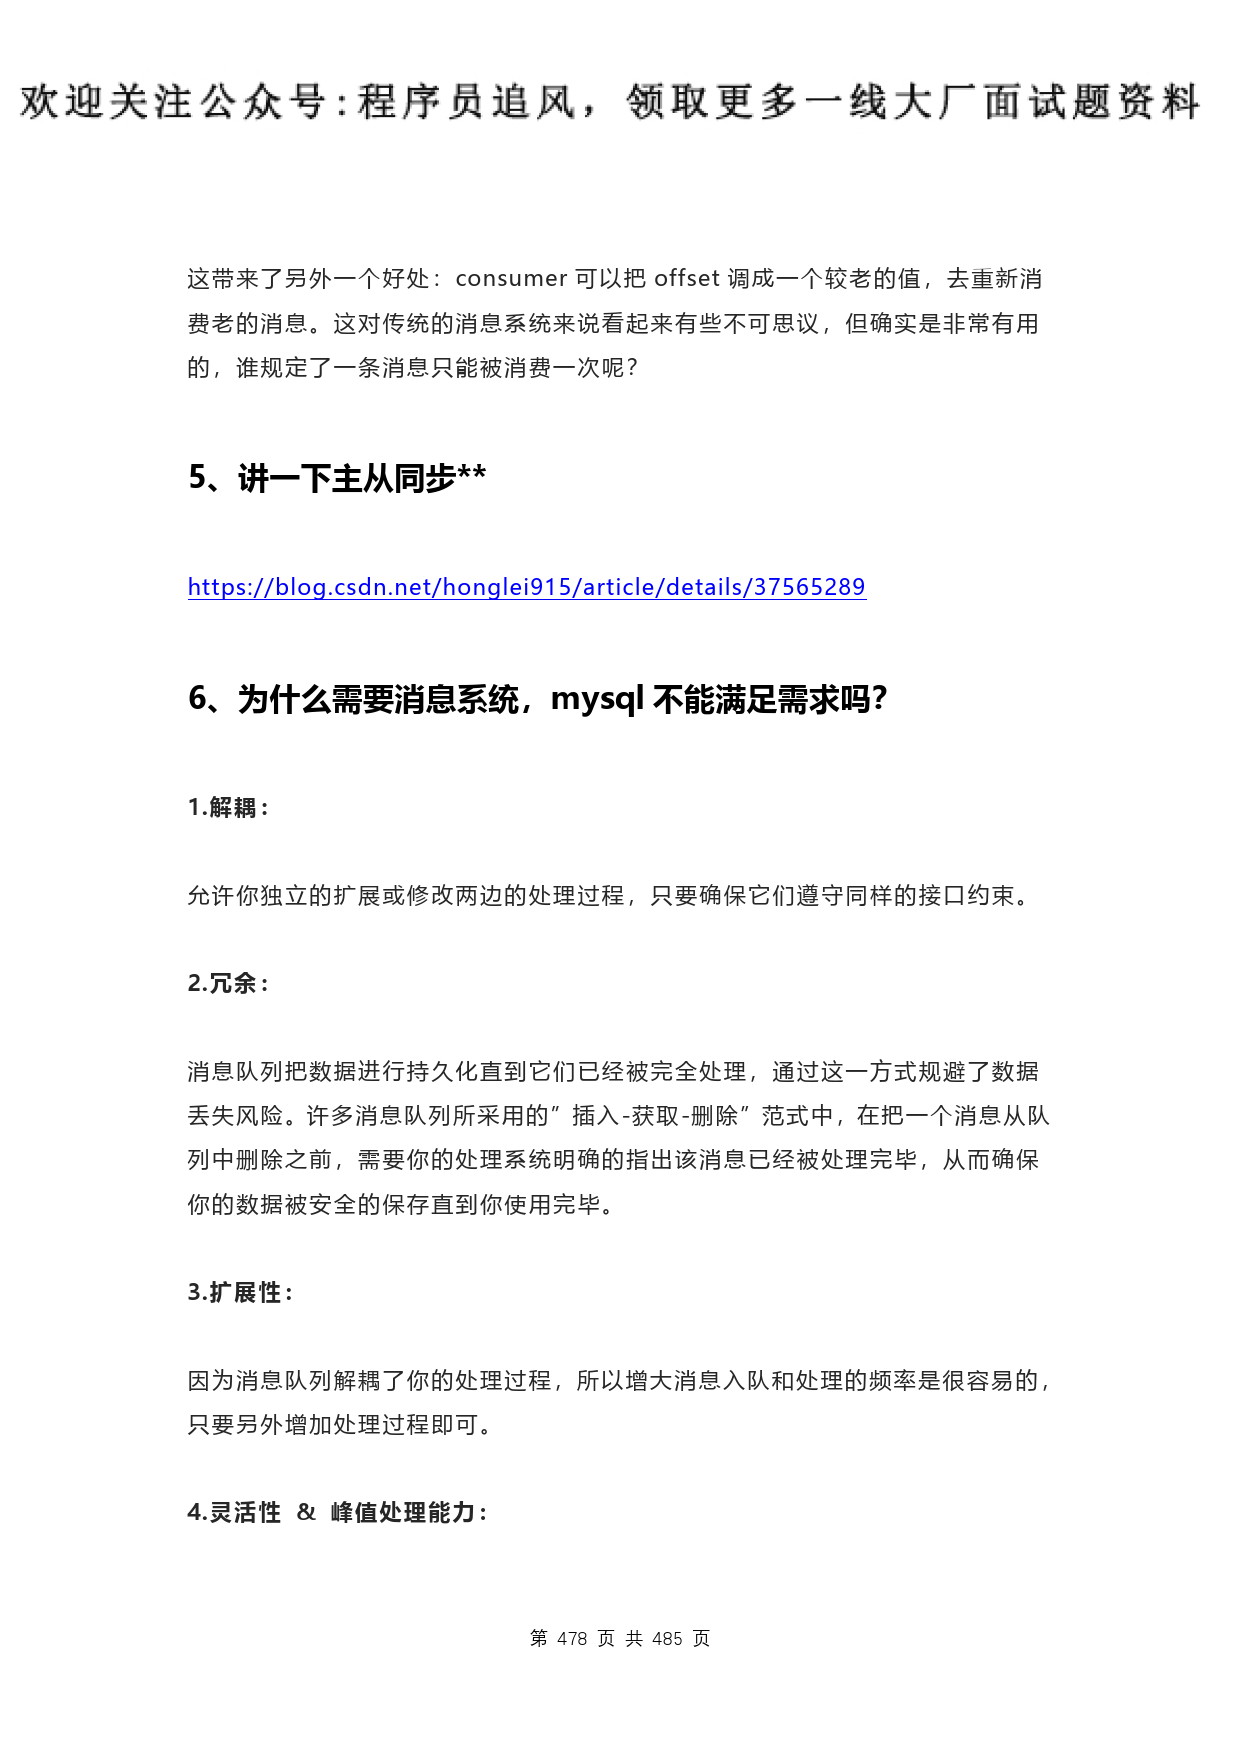 欢迎关注公众号:程序员追风，领取更多一线大厂面试题资料
这带来了另外一个好处：consumer 可以把 offset 调成一个较老的值，去重新消
费老的消息。这对传统的消息系统来说看起来有些不可思议，但确实是非常有用
的，谁规定了一条消息只能被消费一次呢？
5、讲一下主从同步**
https://blog.csdn.net/honglei915/article/details/37565289
6、为什么需要消息系统，mysql 不能满足需求吗？
1.解耦：
允许你独立的扩展或修改两边的处理过程，只要确保它们遵守同样的接口约束。
2.冗余：
消息队列把数据进行持久化直到它们已经被完全处理，通过这一方式规避了数据
丢失风险。许多消息队列所采用的”插入-获取-删除”范式中，在把一个消息从队
列中删除之前，需要你的处理系统明确的指出该消息已经被处理完毕，从而确保
你的数据被安全的保存直到你使用完毕。
3.扩展性：
因为消息队列解耦了你的处理过程，所以增大消息入队和处理的频率是很容易的，
只要另外增加处理过程即可。
4.灵活性 & 峰值处理能力：
第 478 页 共 485 页